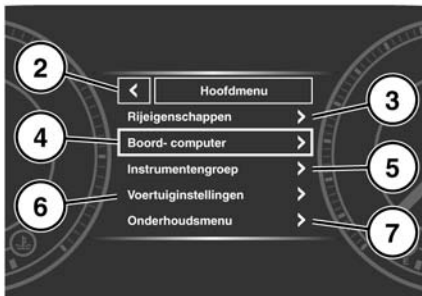 2
<
Hoofdmenu
3
Rijeigenschappen >
4
Boord- computer >
Instrumentengroep >
5
6
Voertuiginstellingen >
Onderhoudsmenu >
7